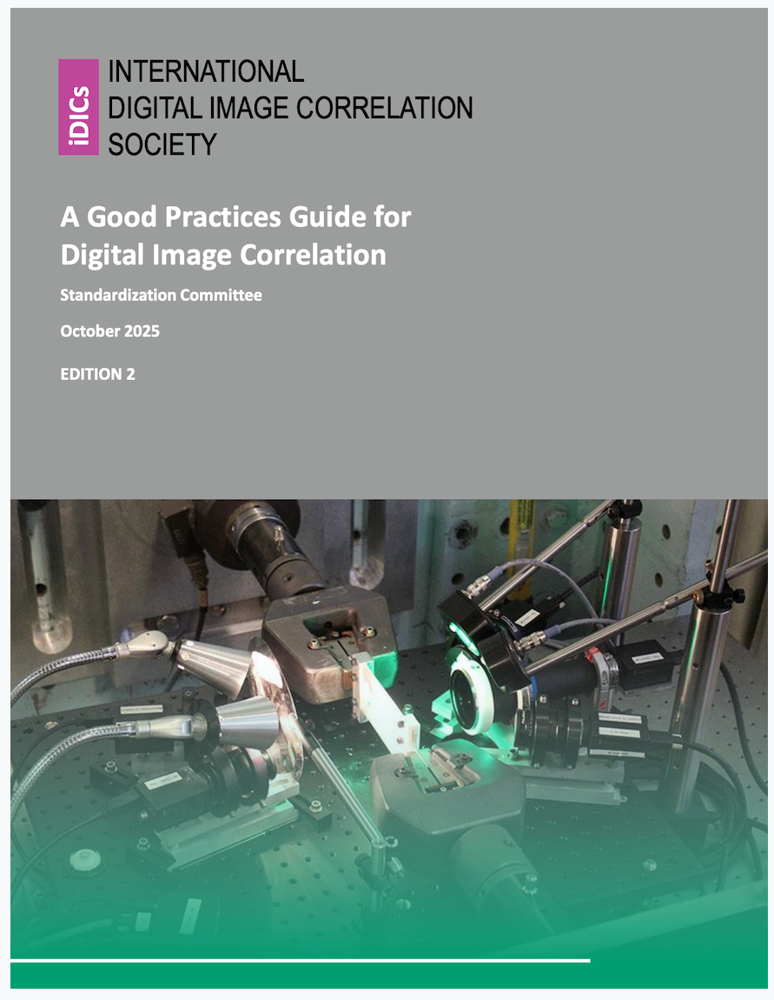 iDICs
INTERNATIONAL
DIGITAL IMAGE CORRELATION
SOCIETY
A Good Practices Guide for
Digital Image Correlation
Standardization Committee
October 2025
EDITION 2